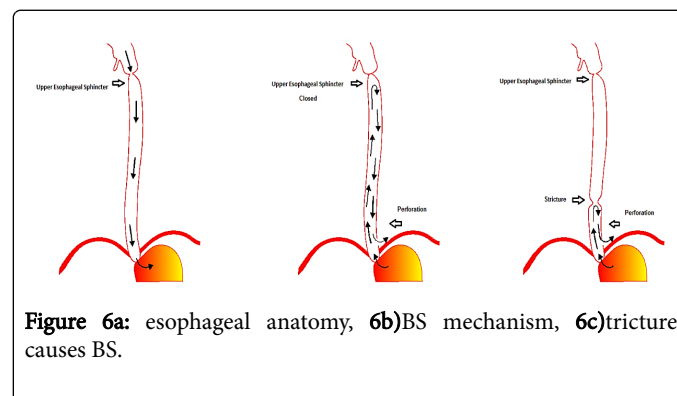 Upper Esophageal Sphincter
Upper Esophageal Sphincter
Closed
Perforation
Upper Esophageal Sphincter
Stricture
Perforation
Figure 6a: esophageal anatomy, 6b)BS mechanism, 6c)tricture
causes BS.